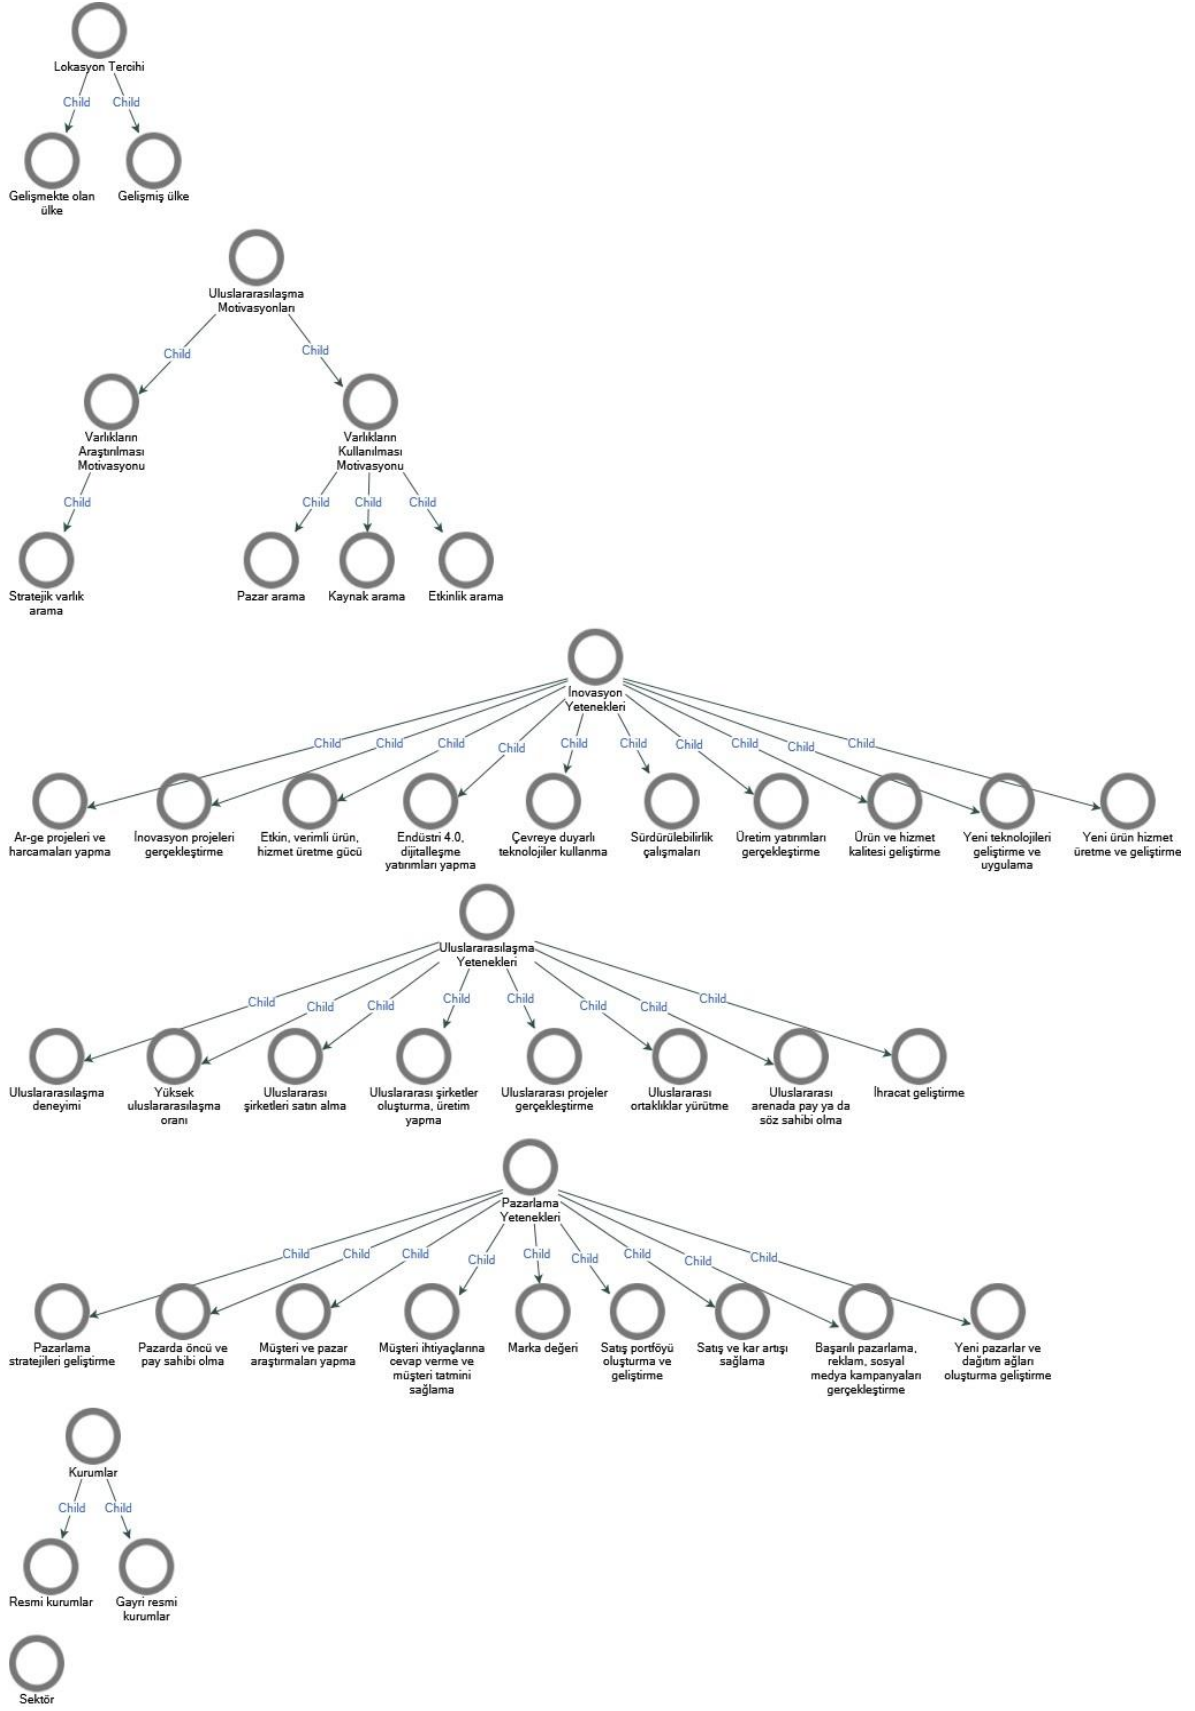 Lokasyon Tercihi
Child
Child
Gelişmekte olan
ülke
Gelişmiş ülke
Uluslararasılaşma
Motivasyonları
Child
Child
Varlıkların
Araştırılması
Motivasyonu
Varlıkların
Kullanılması
Motivasyonu
Child
Child
Child
Child
Stratejik varlık
arama
Pazar arama
Kaynak arama
Etkinlik arama
İnovasyon
Yetenekleri
Child
Child
Child
Child
Child
Child
Child
Child
Child
Child
Ar-ge projeleri ve
harcamaları yapma
İnovasyon projeleri
gerçekleştirme
Etkin, verimli ürün,
hizmet üretme gücü
Endüstri 4.0,
dijitalleşme
yatırımları yapma
Çevreye duyarlı
teknolojiler kullanma
Sürdürülebilirlik
çalışmaları
Üretim yatırımları
gerçekleştirme
Ürün ve hizmet
kalitesi geliştirme
Yeni teknolojileri
geliştirme ve
uygulama
Yeni ürün hizmet
üretme ve geliştirme
Uluslararasılaşma
Yetenekleri
Child
Child
Child
Child
Child
Child
Child
Child
Uluslararasılaşma
deneyimi
Yüksek
uluslararasılaşma
oranı
Uluslararası
şirketleri satın alma
Uluslararası şirketler
oluşturma, üretim
yapma
Uluslararası projeler
gerçekleştirme
Uluslararası
ortaklıklar yürütme
Uluslararası
arenada pay ya da
söz sahibi olma
İhracat geliştirme
Pazarlama
Yetenekleri
Child
Child
Child
Child
Child
Child
Child
Child
Child
Pazarlama
stratejileri geliştirme
Pazarda öncü ve
pay sahibi olma
Müşteri ve pazar
araştırmaları yapma
Müşteri ihtiyaçlarına
cevap verme ve
müşteri tatmini
sağlama
Marka değeri
Satış portföyü
oluşturma ve
geliştirme
Satış ve kar artışı
sağlama
Başarılı pazarlama,
reklam, sosyal
medya kampanyaları
gerçekleştirme
Yeni pazarlar ve
dağıtım ağları
oluşturma geliştirme
Kurumlar
Child
Child
Resmi kurumlar
Gayri resmi
kurumlar
Sektör